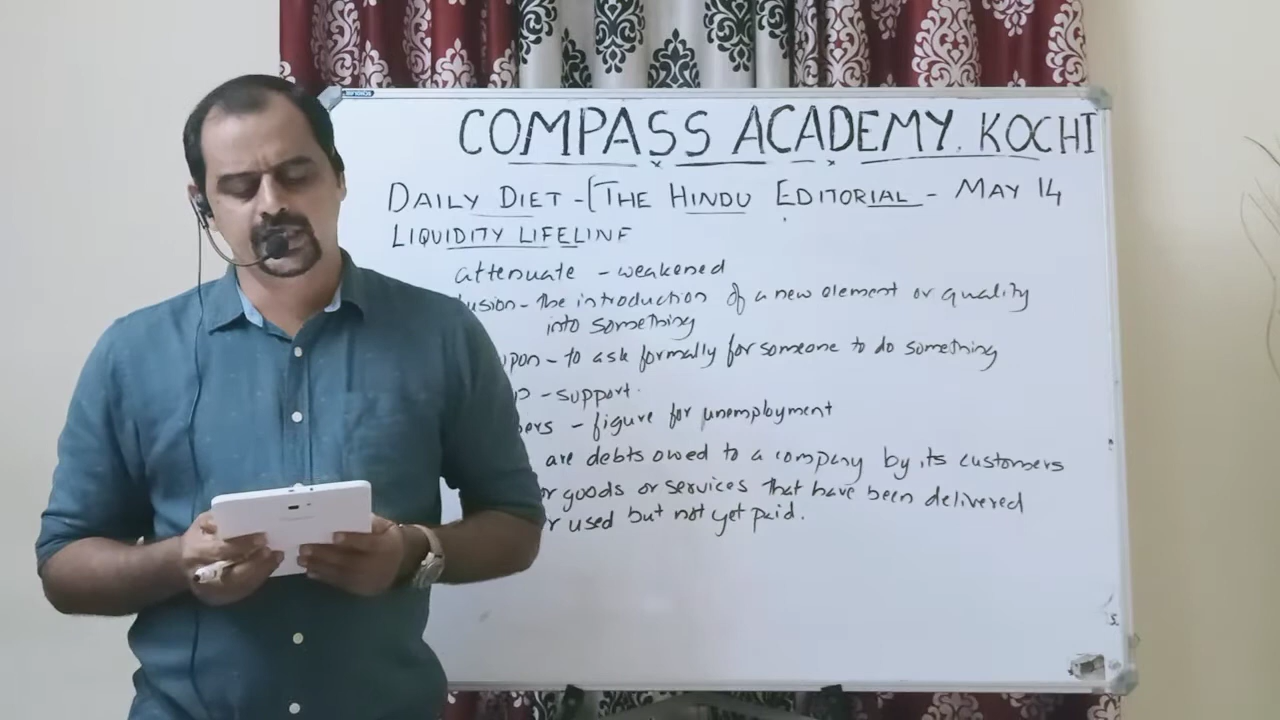 COMPASS ACADEMY. KOCHI
DAILY DIET - [THE HINDU EDITORIAL - MAY 14
LIQUIDITY LIFELINE
attenuate - weakened
usion - the introduction of a new element or quality
into something
upon - to ask formally for someone to do something
p - support.
bers - figure for unemployment
are debts owed to a company by its customers
or goods or services that have been delivered
r used but not yet paid.